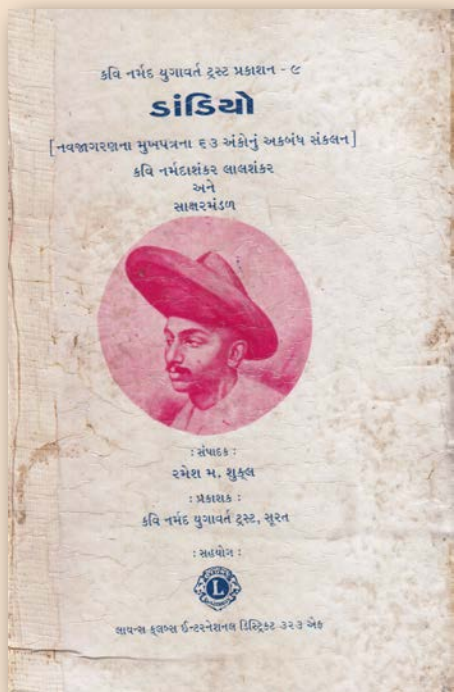 કવિ નર્મદ યુગાવર્ત ટ્રસ્ટ પ્રકાશન - ૯
ડાંડિયો
[નવજાગરણના મુખપત્રના ૬૩ અંકોનું અકબંધ સંકલન]
કવિ નર્મદાશંકર લાલશંકર
અને
સાક્ષરમંડળ
: સંપાદક :
રમેશ મ. શુક્લ
: પ્રકાશક :
કવિ નર્મદ યુગાવર્ત ટ્રસ્ટ, સૂરત
: સહયોગ :
L
લાયન્સ ક્લબ્સ ઈન્ટરનેશનલ ડિસ્ટ્રિક્ટ ૩૨૩ એફ